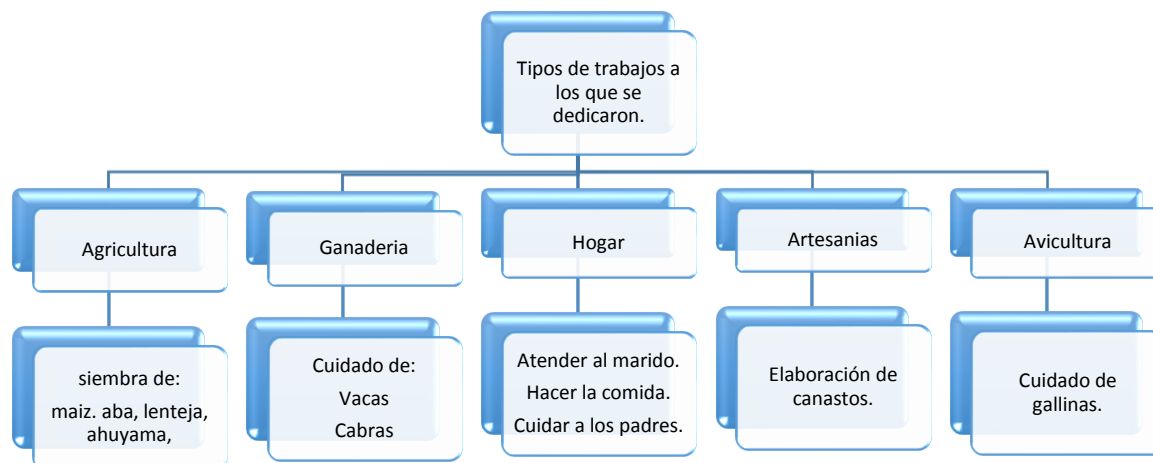 Tipos de trabajos a
los que se
dedicaron.
Agricultura
Ganaderia
Hogar
Artesanias
Avicultura
siembra de:
maiz. aba, lenteja,
ahuyama,
Cuidado de:
Vacas
Cabras
Atender al marido.
Hacer la comida.
Cuidar a los padres.
Elaboración de
canastos.
Cuidado de
gallinas.